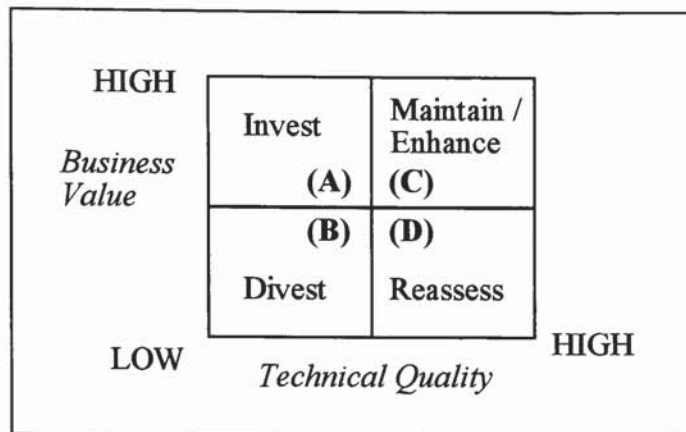 HIGH
Invest
Maintain /
Enhance
Business
Value
(A)
(C)
(B)
(D)
Divest
Reassess
LOW
HIGH
Technical Quality